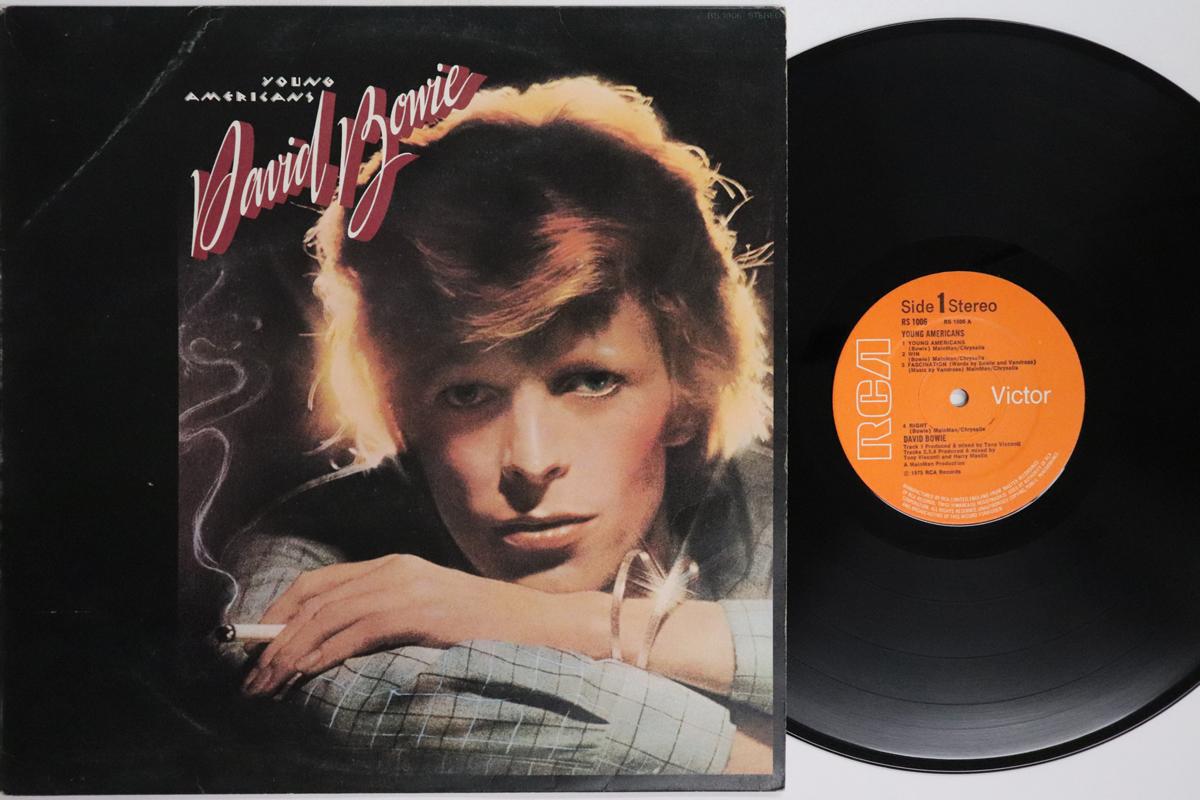 RS 1006 STEREO
YOUNG
AMERICANS
David Bowie
Side 1 Stereo
RS 1006 RS 1006 A
YOUNG AMERICANS
1 YOUNG AMERICANS
(Bowie) MainMan/Chrysalis
2 WIN
(Bowie) MainMan/Chrysalis
3 FASCINATION (Words by Bowie and Vandross)
(Music by Vandross) MainMan/Chrysalis
RCA
Victor
4 RIGHT
(Bowie) MainMan/Chrysalis
DAVID BOWIE
Track 1 Produced & mixed by Tony Visconti
Tracks 2,3,4 Produced & mixed by
Tony Visconti and Harry Maslin
A MainMan Production
℗ 1975 RCA Records